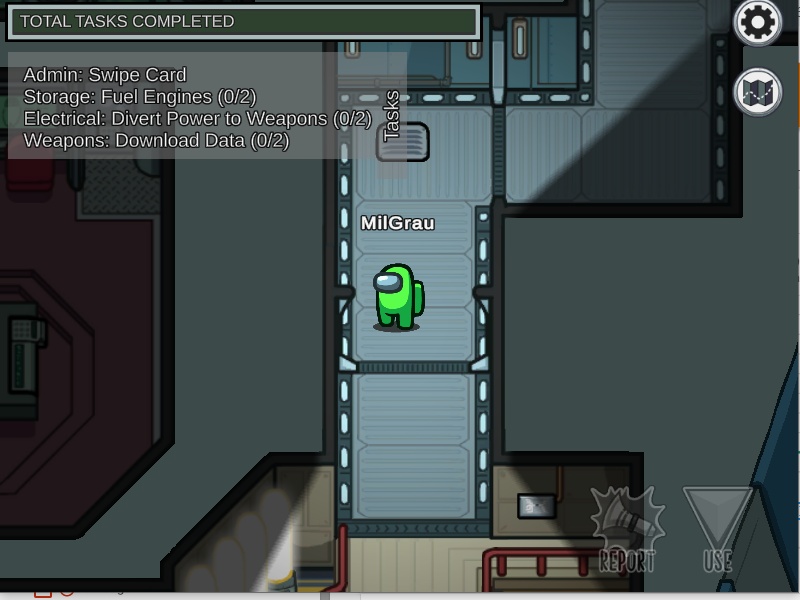 TOTAL TASKS COMPLETED
Admin: Swipe Card
Storage: Fuel Engines (0/2)
Electrical: Divert Power to Weapons (0/2)
Weapons: Download Data (0/2)
Tasks
MilGrau
REPORT
USE